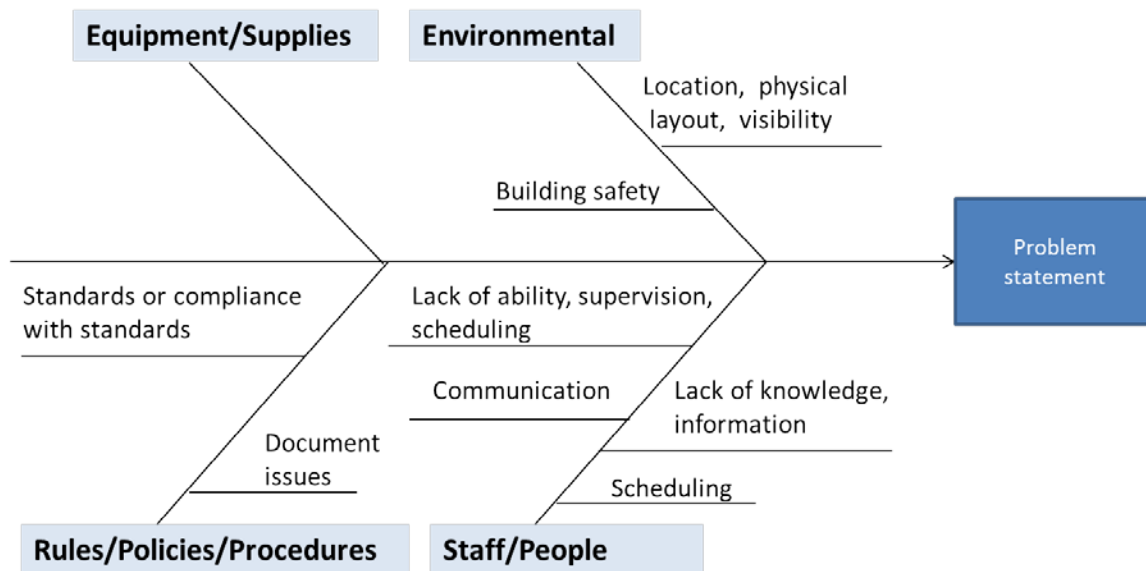 Equipment/Supplies
Environmental
Location, physical
layout, visibility
Building safety
Problem
statement
Standards or compliance
with standards
Lack of ability, supervision,
scheduling
Communication
Lack of knowledge,
information
Document
issues
Scheduling
Rules/Policies/Procedures
Staff/People